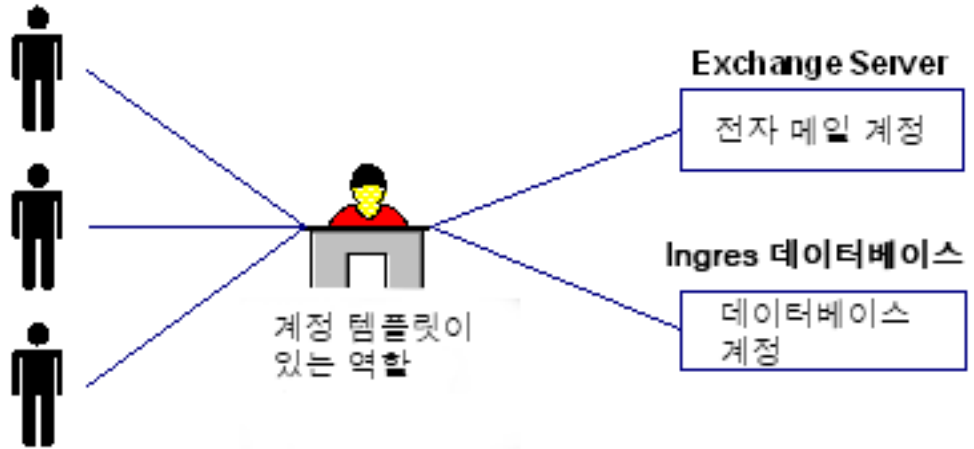 Exchange Server
전자 메일 계정
Ingres 데이터베이스
데이터베이스
계정
계정 템플릿이
있는 역할